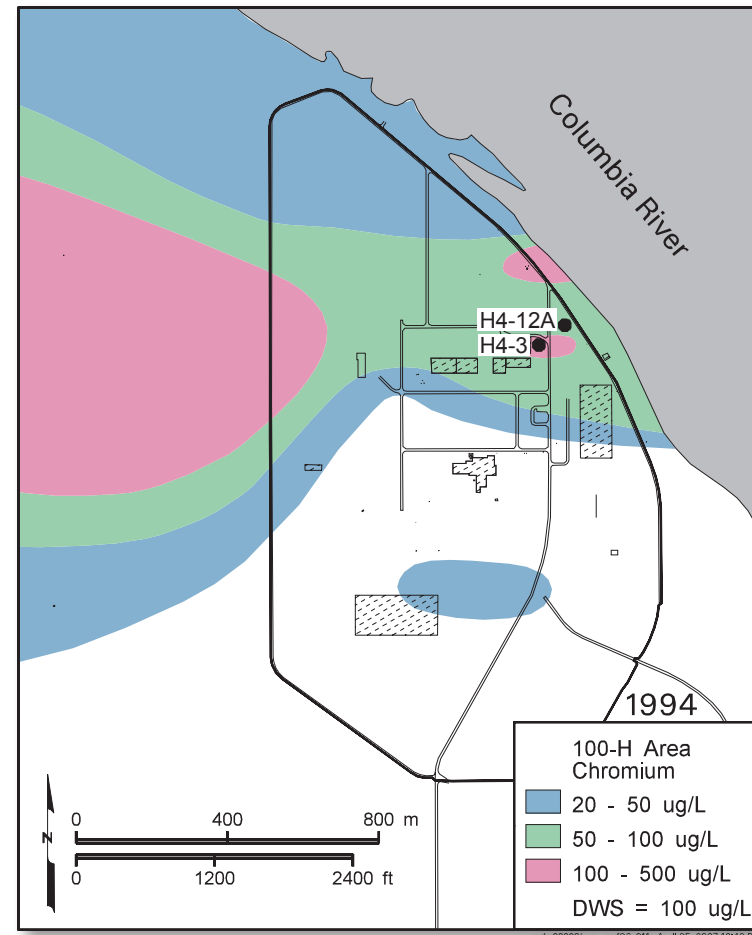 Columbia River
H4-12A
H4-3
1994
100-H Area
Chromium
20 - 50 ug/L
50 - 100 ug/L
100 - 500 ug/L
DWS = 100 ug/L
N
0 400 800 m
0 1200 2400 ft